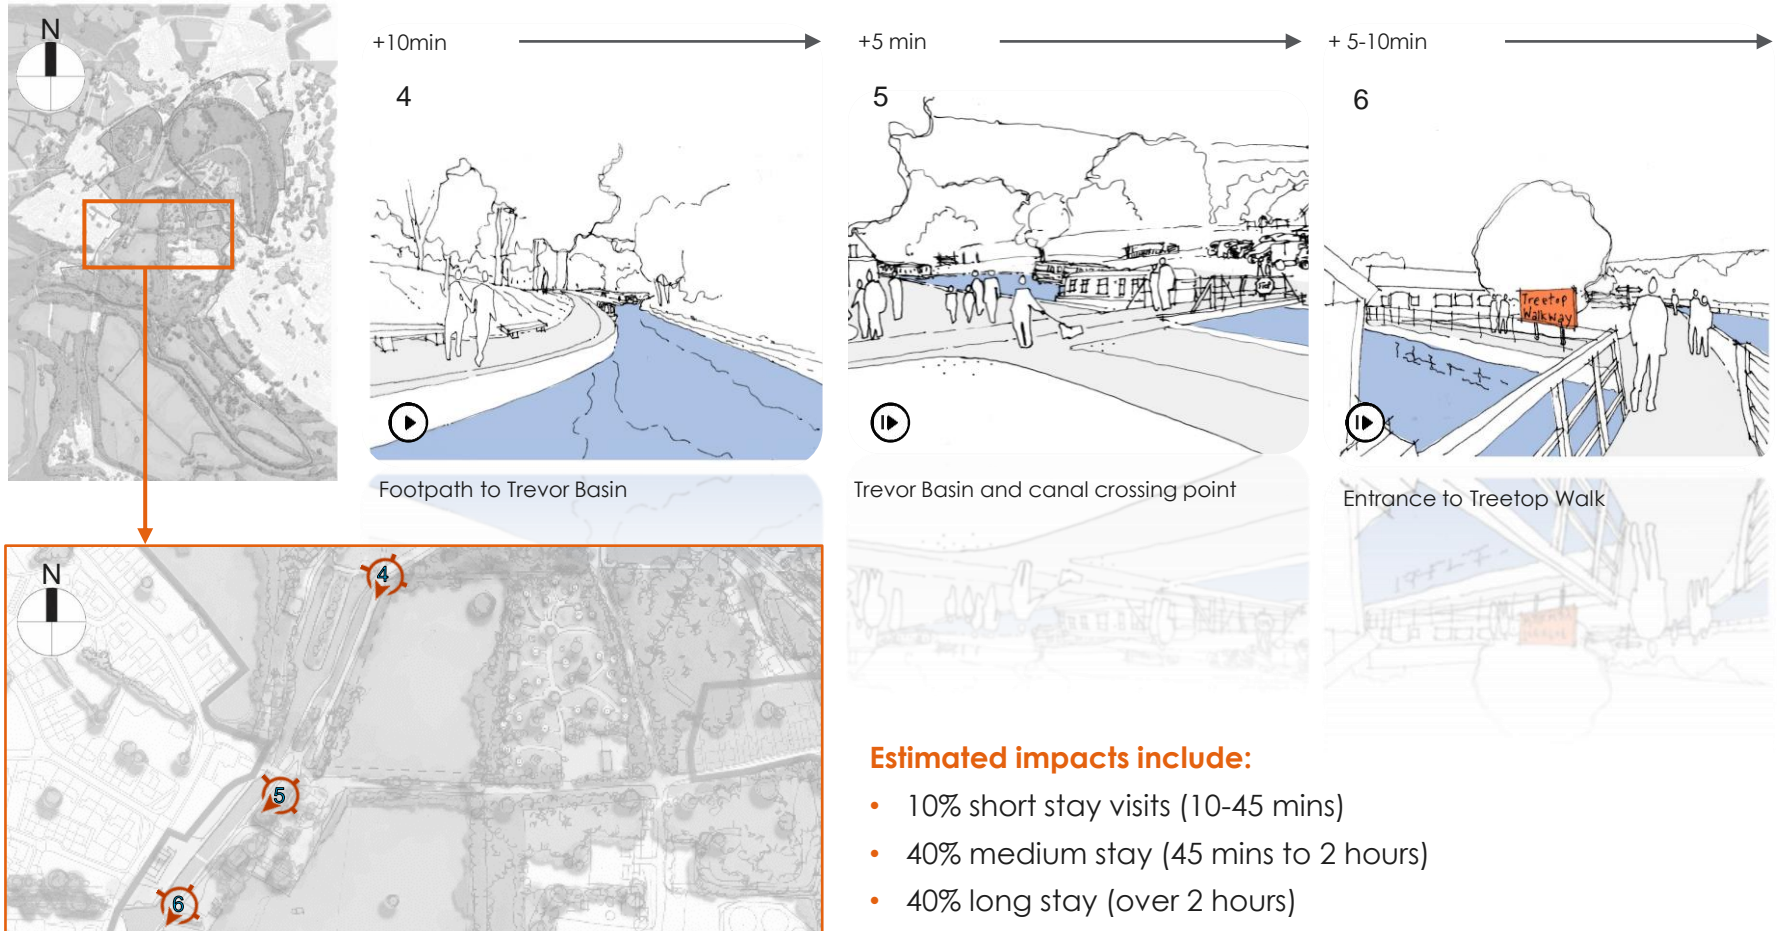 N
+10min
+5 min
+ 5-10min
4
5
6
Treetop
Walkway
Footpath to Trevor Basin
Trevor Basin and canal crossing point
Entrance to Treetop Walk
N
4
5
6
Estimated impacts include:
• 10% short stay visits (10-45 mins)
• 40% medium stay (45 mins to 2 hours)
• 40% long stay (over 2 hours)